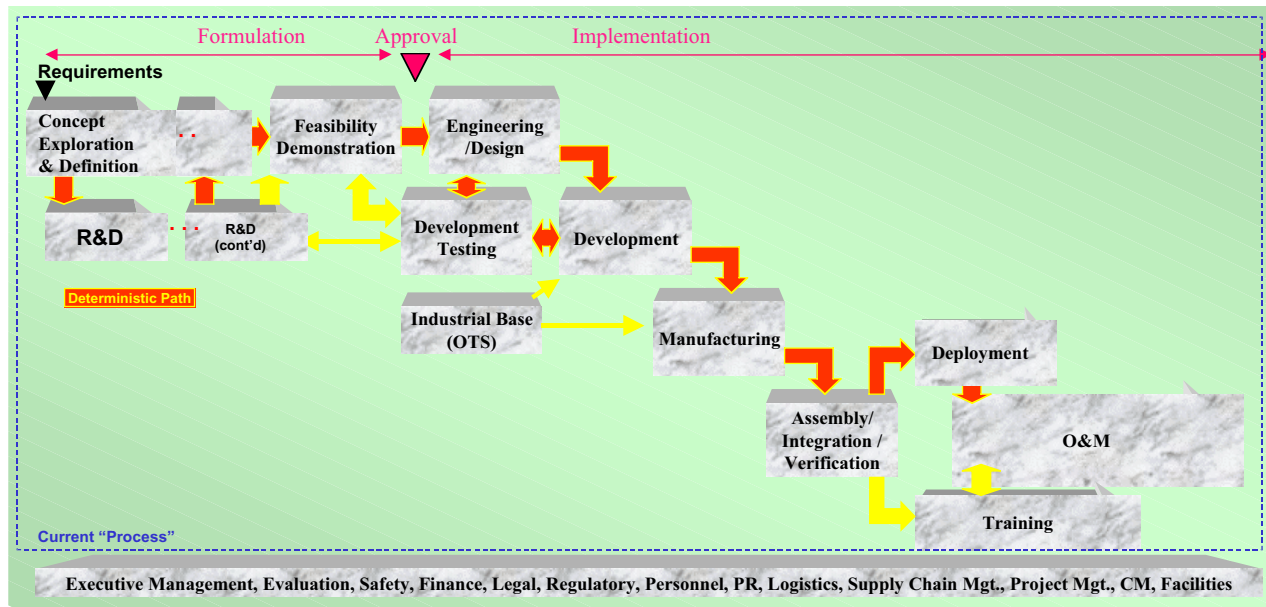 Formulation
Approval
Implementation
Requirements
Concept
Exploration
& Definition
. .
Feasibility
Demonstration
Engineering
/Design
R&D
. . .
R&D
(cont’d)
Development
Testing
Development
Deterministic Path
Industrial Base
(OTS)
Manufacturing
Deployment
Assembly/
Integration /
Verification
O&M
Training
Current “Process”
Executive Management, Evaluation, Safety, Finance, Legal, Regulatory, Personnel, PR, Logistics, Supply Chain Mgt., Project Mgt., CM, Facilities